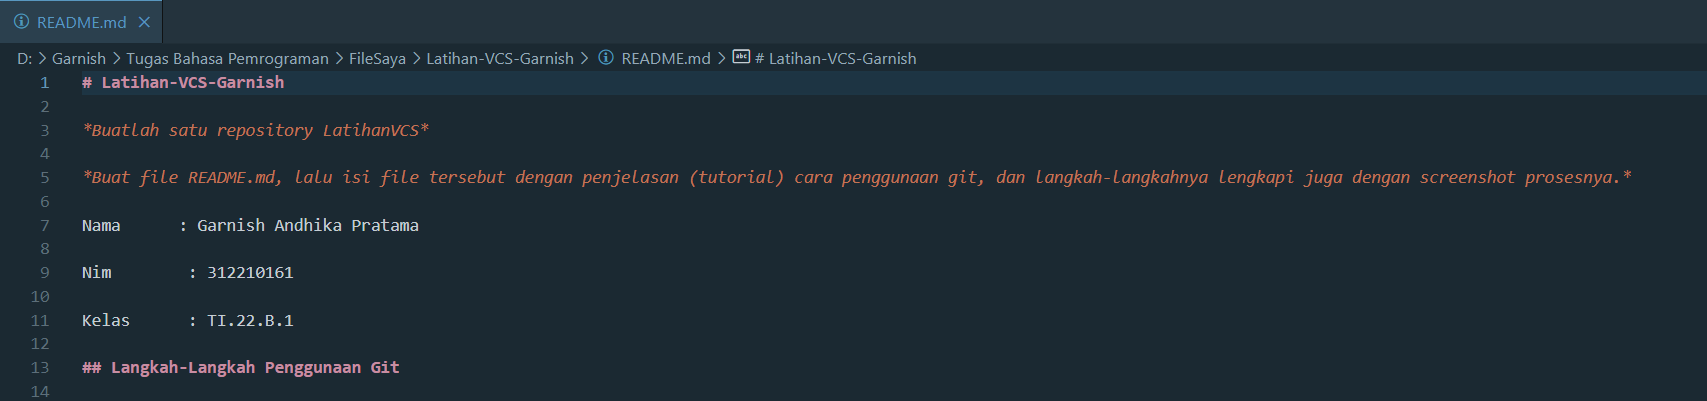 README.md
D: > Garnish > Tugas Bahasa Pemrograman > FileSaya > Latihan-VCS-Garnish > README.md > abc # Latihan-VCS-Garnish
1 # Latihan-VCS-Garnish
2
3 *Buatlah satu repository LatihanVCS*
4
5 *Buat file README.md, lalu isi file tersebut dengan penjelasan (tutorial) cara penggunaan git, dan langkah-langkahnya lengkapi juga dengan screenshot prosesnya.*
6
7 Nama      : Garnish Andhika Pratama
8
9 Nim        : 312210161
10
11 Kelas      : TI.22.B.1
12
13 ## Langkah-Langkah Penggunaan Git
14